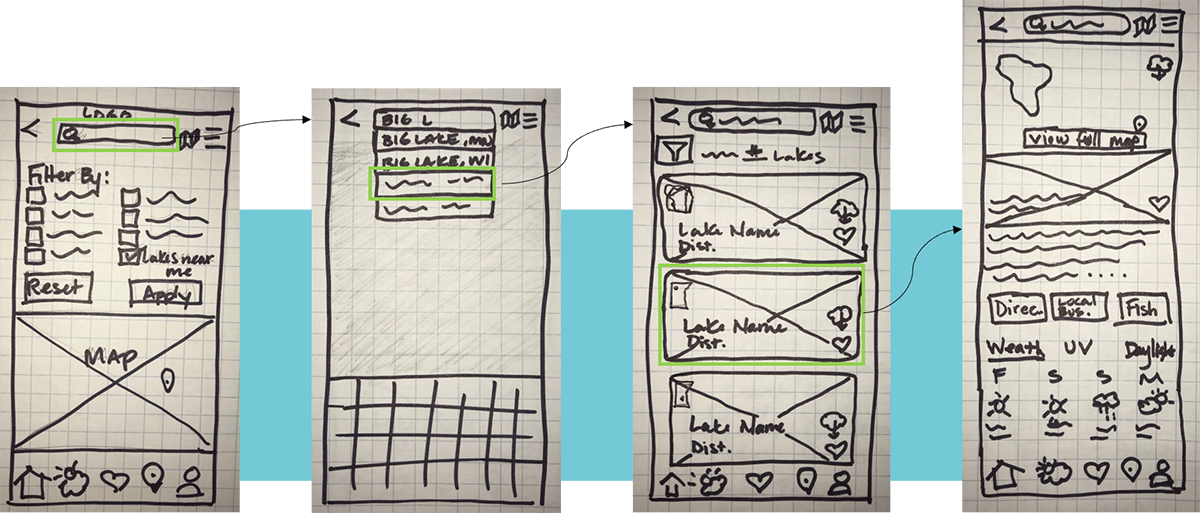 LOGO
Filter By:
Lakes near
me
Reset
Apply
MAP
BIG L
BIG LAKE, MN
BIG LAKE, WI
# Lakes
Lake Name
Dist.
Lake Name
Dist.
Lake Name
Dist.
view full map
Direc.
Local
Bus.
Fish
Weath
UV
Daylight
F S S M